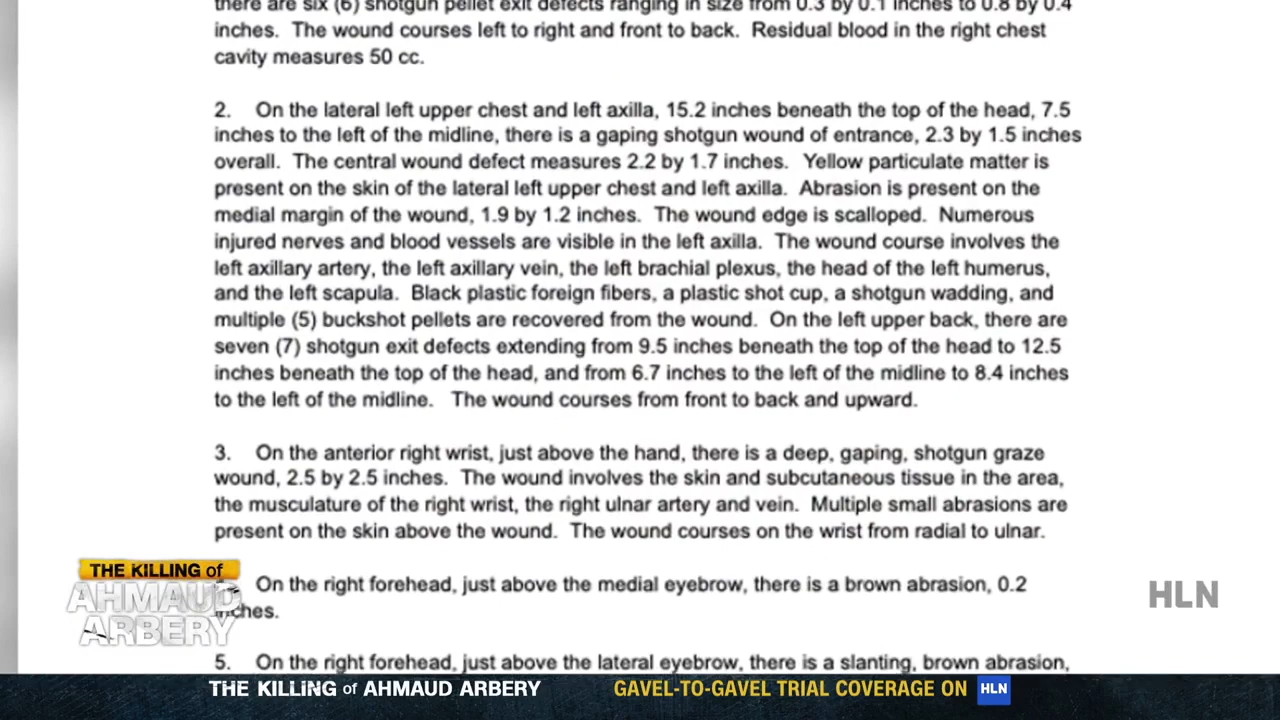 there are six (6) shotgun pellet exit defects ranging in size from 0.3 by 0.1 inches to 0.8 by 0.4
inches. The wound courses left to right and front to back. Residual blood in the right chest
cavity measures 50 cc.
2. On the lateral left upper chest and left axilla, 15.2 inches beneath the top of the head, 7.5
inches to the left of the midline, there is a gaping shotgun wound of entrance, 2.3 by 1.5 inches
overall. The central wound defect measures 2.2 by 1.7 inches. Yellow particulate matter is
present on the skin of the lateral left upper chest and left axilla. Abrasion is present on the
medial margin of the wound, 1.9 by 1.2 inches. The wound edge is scalloped. Numerous
injured nerves and blood vessels are visible in the left axilla. The wound course involves the
left axillary artery, the left axillary vein, the left brachial plexus, the head of the left humerus,
and the left scapula. Black plastic foreign fibers, a plastic shot cup, a shotgun wadding, and
multiple (5) buckshot pellets are recovered from the wound. On the left upper back, there are
seven (7) shotgun exit defects extending from 9.5 inches beneath the top of the head to 12.5
inches beneath the top of the head, and from 6.7 inches to the left of the midline to 8.4 inches
to the left of the midline. The wound courses from front to back and upward.
3. On the anterior right wrist, just above the hand, there is a deep, gaping, shotgun graze
wound, 2.5 by 2.5 inches. The wound involves the skin and subcutaneous tissue in the area,
the musculature of the right wrist, the right ulnar artery and vein. Multiple small abrasions are
present on the skin above the wound. The wound courses on the wrist from radial to ulnar.
On the right forehead, just above the medial eyebrow, there is a brown abrasion, 0.2
inches.
5. On the right forehead, just above the lateral eyebrow, there is a slanting, brown abrasion,
THE KILLING of
AHMAUD
ARBERY
HLN
THE KILLING of AHMAUD ARBERY GAVEL-TO-GAVEL TRIAL COVERAGE ON HLN